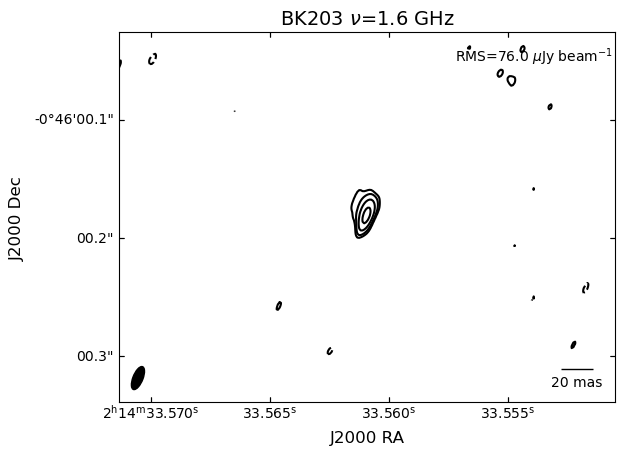 BK203 ν=1.6 GHz
RMS=76.0 μJy beam⁻¹
-0°46'00.1"
00.2"
00.3"
J2000 Dec
20 mas
2ʰ14ᵐ33.570ˢ 33.565ˢ 33.560ˢ 33.555ˢ
J2000 RA